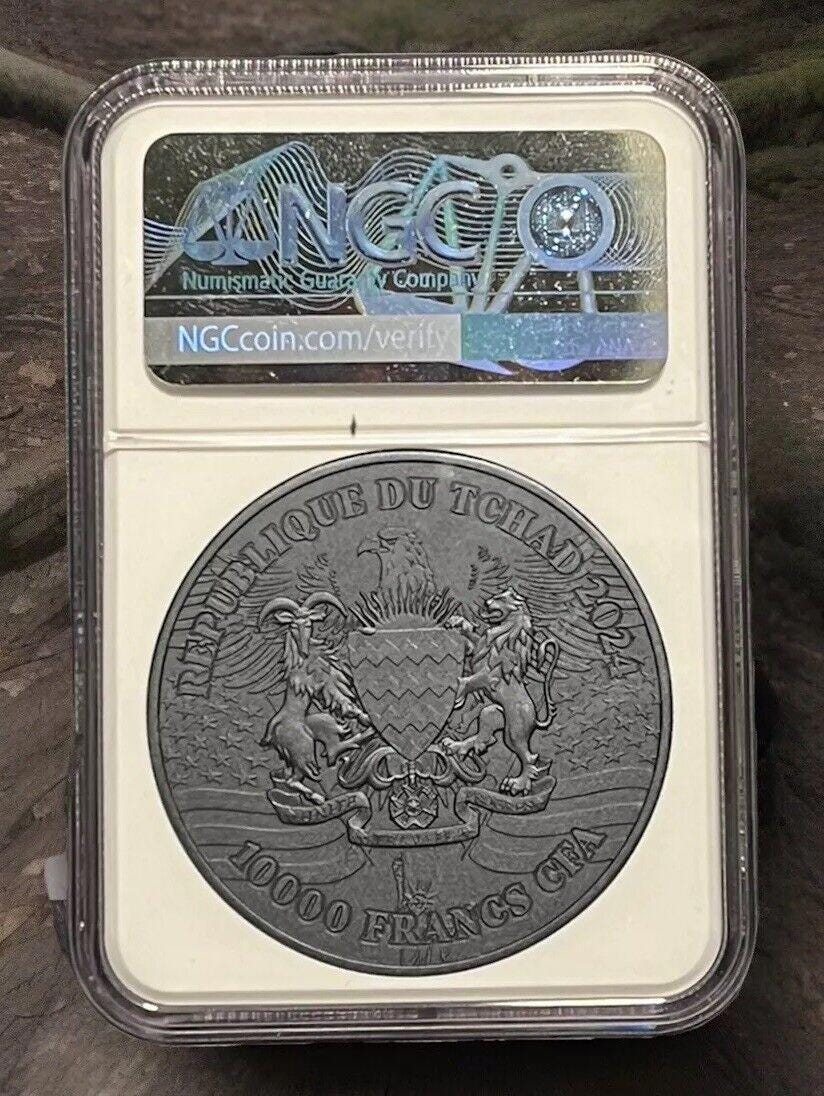 NGC
Numismatic Guaranty Company
NGCcoin.com/verify
REPUBLIQUE DU TCHAD 2024
10000 FRANCS CFA